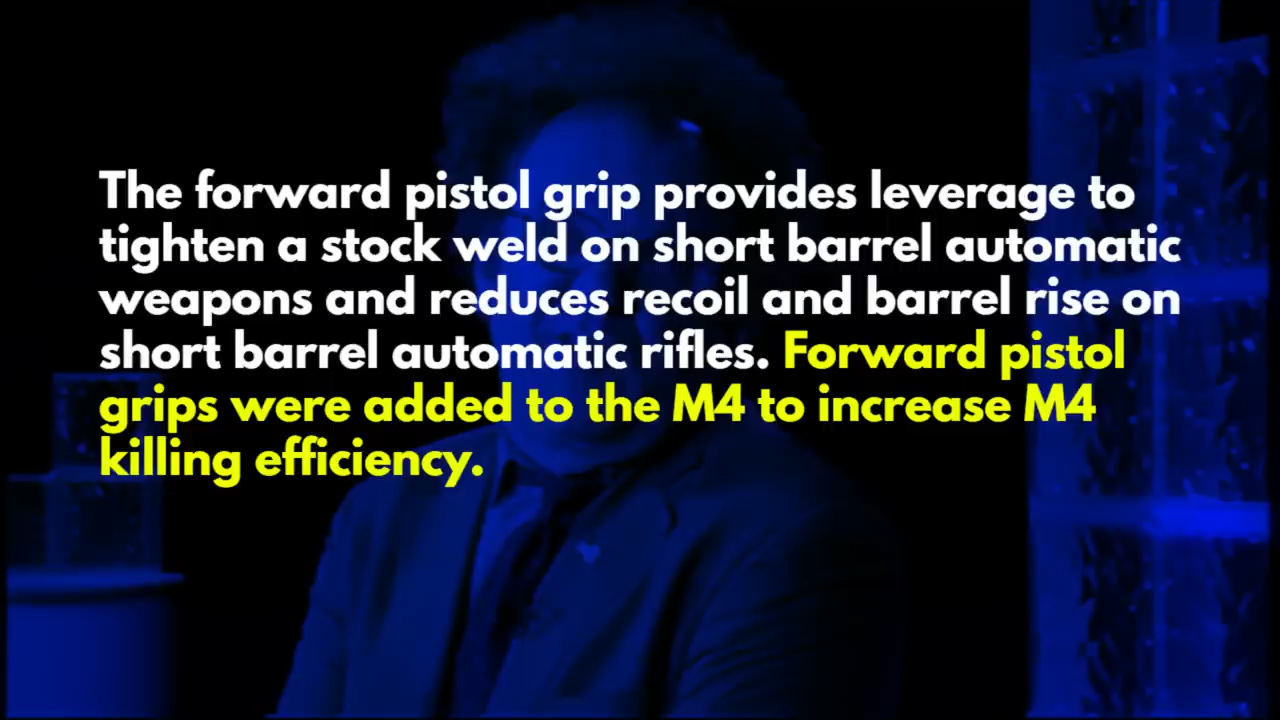 The forward pistol grip provides leverage to
tighten a stock weld on short barrel automatic
weapons and reduces recoil and barrel rise on
short barrel automatic rifles. Forward pistol
grips were added to the M4 to increase M4
killing efficiency.